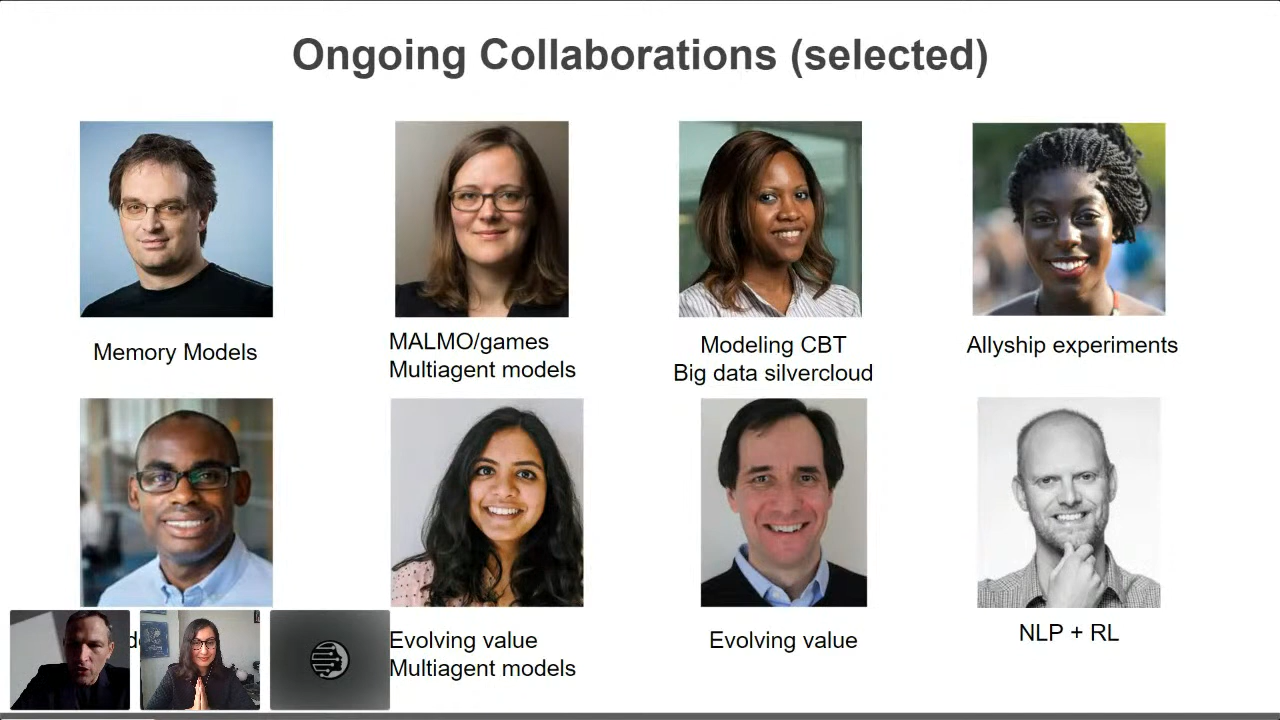 Ongoing Collaborations (selected)
Memory Models
MALMO/games
Multiagent models
Modeling CBT
Big data silvercloud
Allyship experiments
Evolving value
Multiagent models
Evolving value
NLP + RL